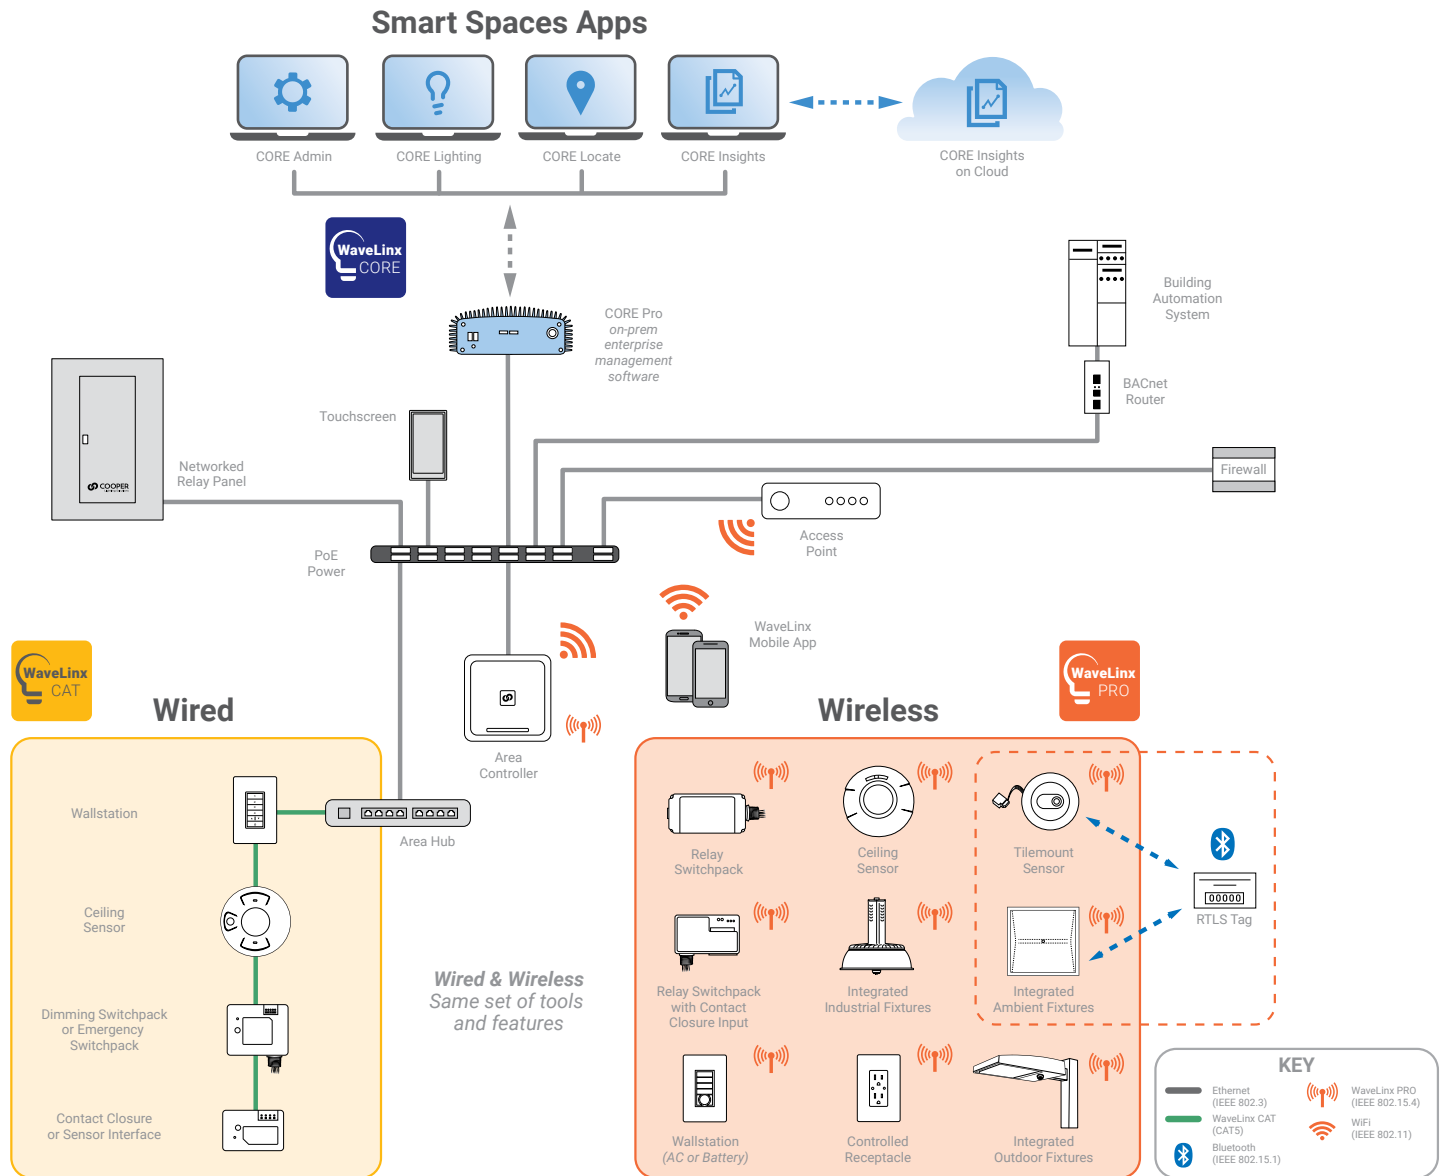 Smart Spaces Apps
CORE Admin
CORE Lighting
CORE Locate
CORE Insights
CORE Insights
on Cloud
WaveLinx
CORE
CORE Pro
on-prem
enterprise
management
software
Building
Automation
System
BACnet
Router
Touchscreen
Networked
Relay Panel
COOPER
Firewall
Access
Point
PoE
Power
WaveLinx
Mobile App
WaveLinx
CAT
Wired
Area
Controller
Wireless
WaveLinx
PRO
Wallstation
Area Hub
Ceiling
Sensor
Dimming Switchpack
or Emergency
Switchpack
Contact Closure
or Sensor Interface
Wired & Wireless
Same set of tools
and features
Relay
Switchpack
Ceiling
Sensor
Tilemount
Sensor
00000
RTLS Tag
Relay Switchpack
with Contact
Closure Input
Integrated
Industrial Fixtures
Integrated
Ambient Fixtures
Wallstation
(AC or Battery)
Controlled
Receptacle
Integrated
Outdoor Fixtures
KEY
Ethernet
(IEEE 802.3)
WaveLinx CAT
(CAT5)
Bluetooth
(IEEE 802.15.1)
WaveLinx PRO
(IEEE 802.15.4)
WiFi
(IEEE 802.11)